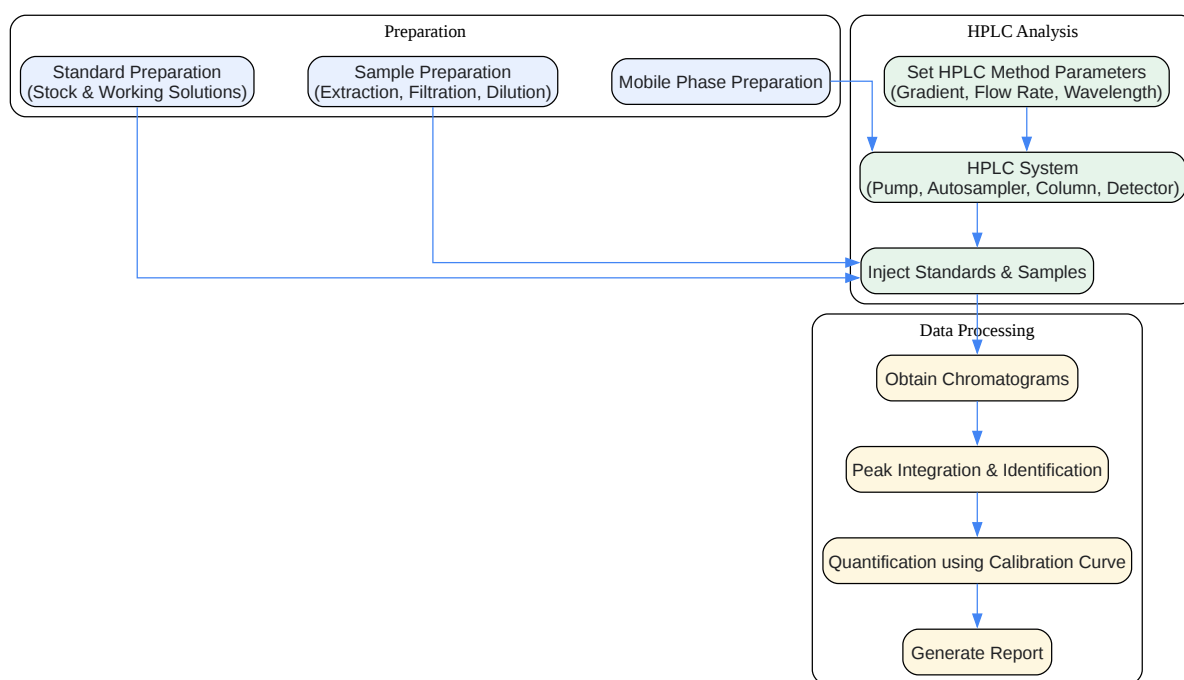 Preparation
Standard Preparation
(Stock & Working Solutions)
Sample Preparation
(Extraction, Filtration, Dilution)
Mobile Phase Preparation
HPLC Analysis
Set HPLC Method Parameters
(Gradient, Flow Rate, Wavelength)
HPLC System
(Pump, Autosampler, Column, Detector)
Inject Standards & Samples
Data Processing
Obtain Chromatograms
Peak Integration & Identification
Quantification using Calibration Curve
Generate Report